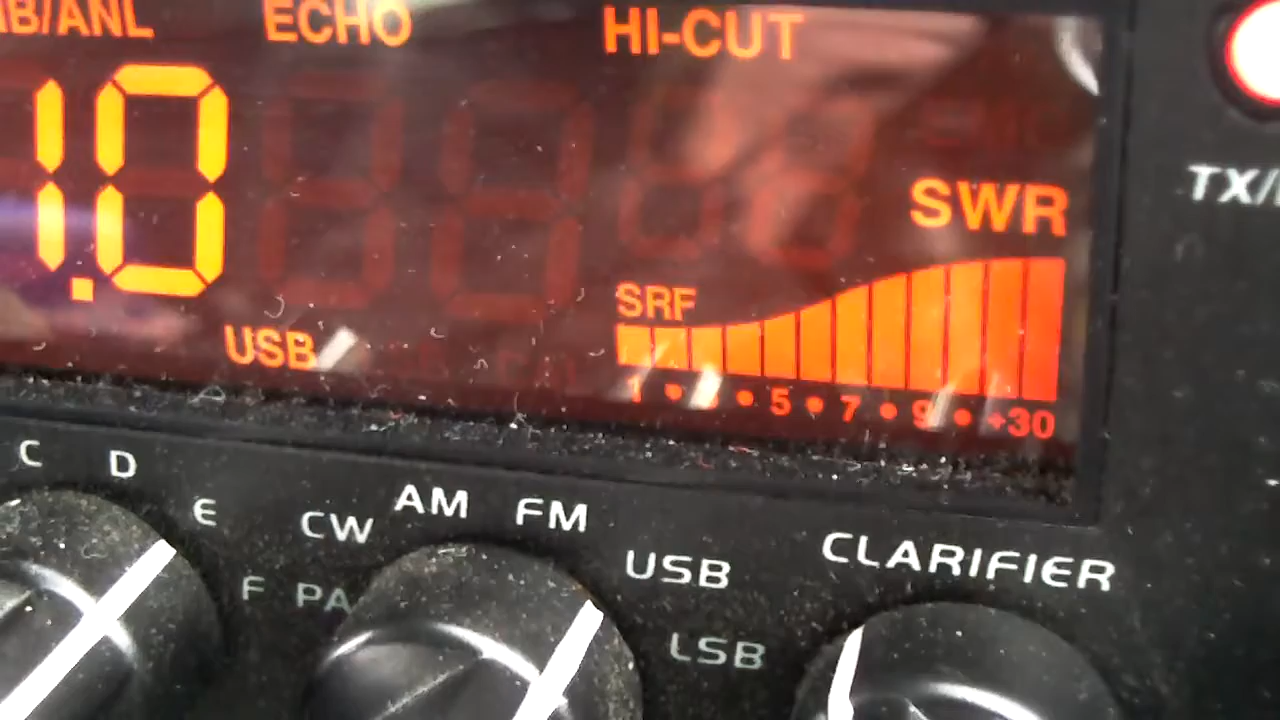 NB/ANL ECHO HI-CUT
1.0
SWR
SRF
USB
1 • 3 • 5 • 7 • 9 • +30
TX/
C D E F
PA CW AM FM USB LSB
CLARIFIER